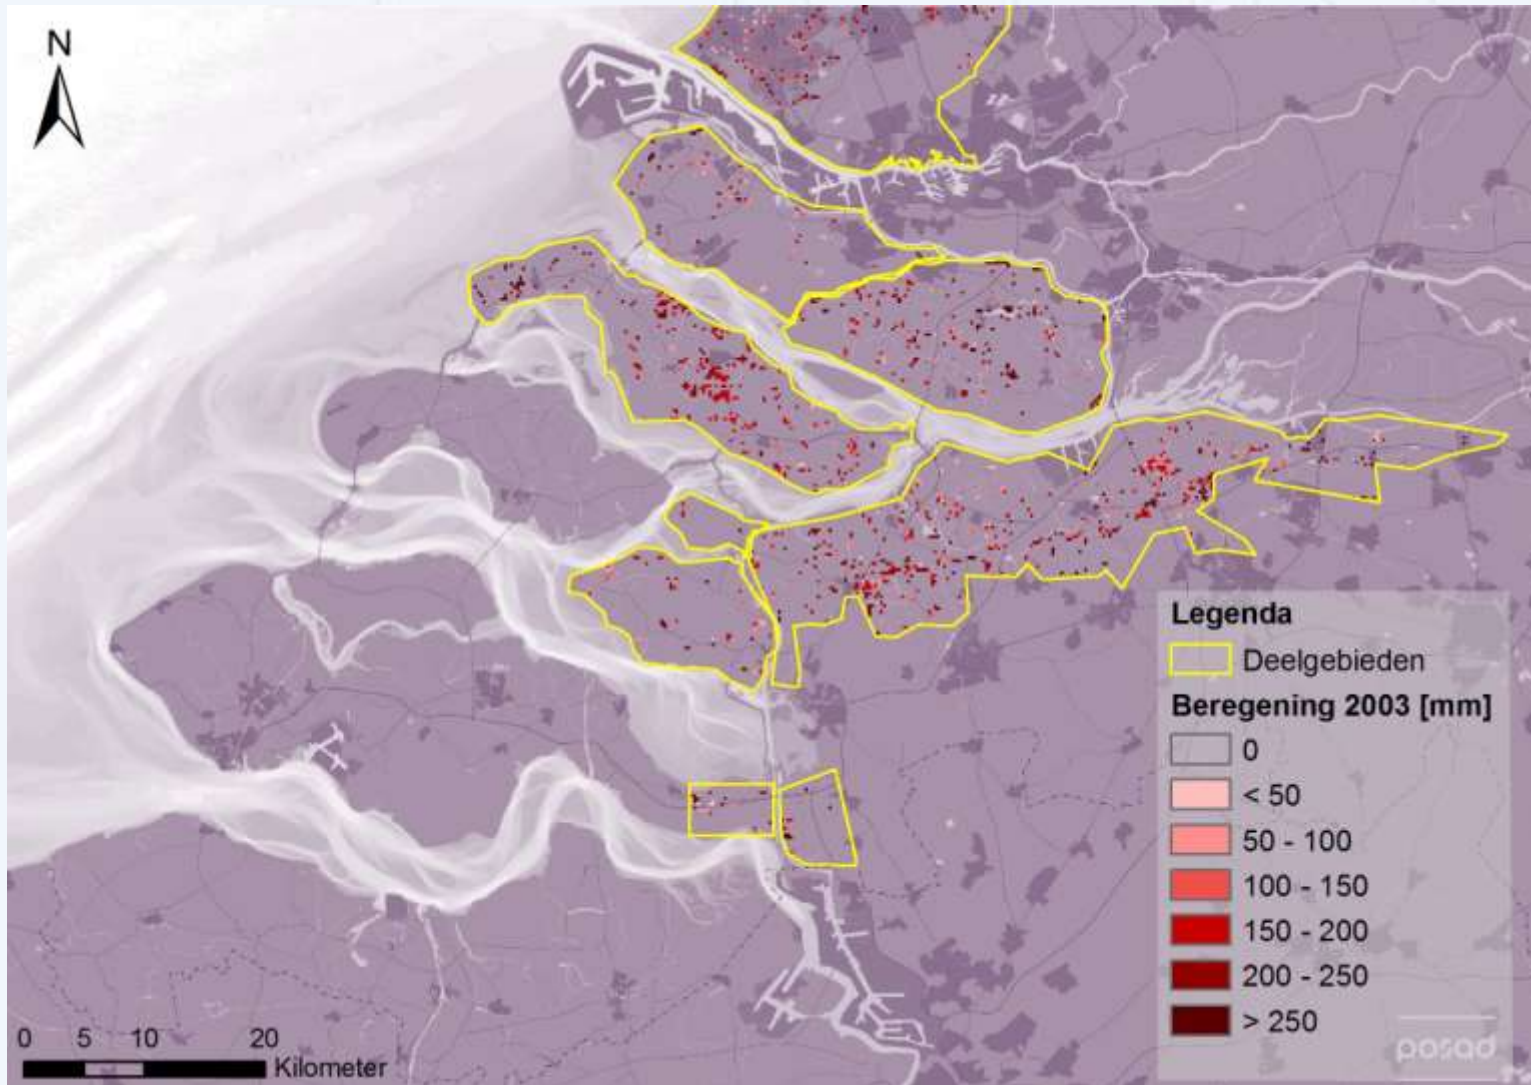 N
Legenda
Deelgebieden
Beregening 2003 [mm]
0
< 50
50 - 100
100 - 150
150 - 200
200 - 250
> 250
posad
0 5 10 20
Kilometer